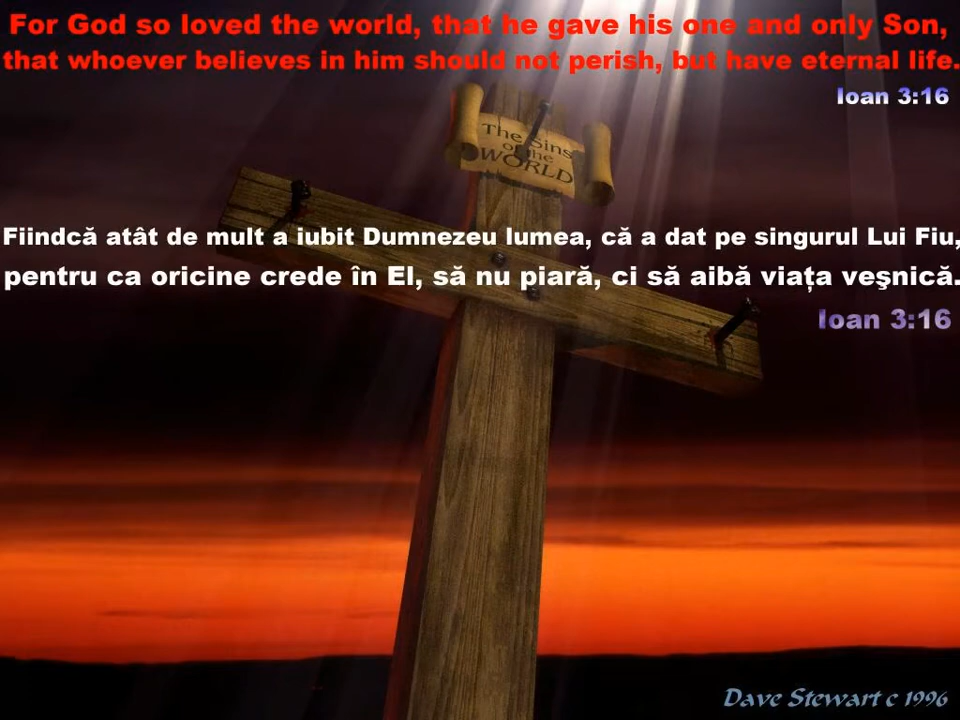 For God so loved the world, that he gave his one and only Son,
that whoever believes in him should not perish, but have eternal life.
Ioan 3:16
The Sins
of the
WORLD
Fiindcă atât de mult a iubit Dumnezeu lumea, că a dat pe singurul Lui Fiu,
pentru ca oricine crede în El, să nu piară, ci să aibă viața veşnică.
Ioan 3:16
Dave Stewart c 1996